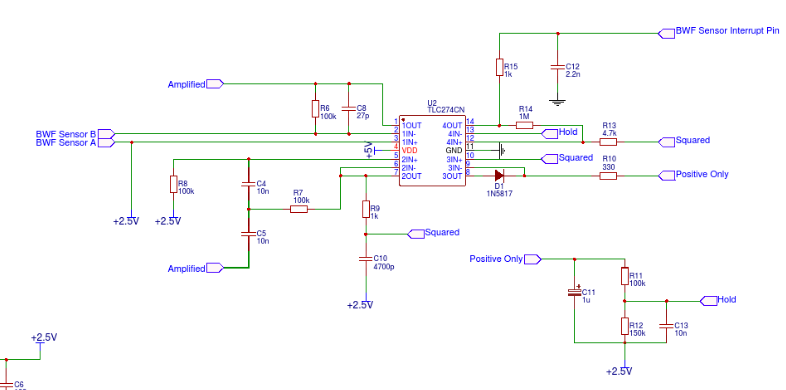 BWF Sensor Interrupt Pin
R15
1k
C12
2.2n
Amplified
R6
100k
C8
27p
U2
TLC274CN
BWF Sensor B
BWF Sensor A
1
2
3
4
5
6
7
1OUT
1IN-
1IN+
VDD
2IN+
2IN-
2OUT
4OUT
4IN-
4IN+
GND
3IN+
3IN-
3OUT
14
13
12
11
10
9
8
+5V
R14
1M
Hold
R13
4.7k
Squared
Squared
R10
330
Positive Only
D1
1N5817
R8
100k
C4
10n
R7
100k
R9
1k
+2.5V
+2.5V
C5
10n
Squared
Amplified
C10
4700p
+2.5V
Positive Only
R11
100k
C11
1u
Hold
R12
150k
C13
10n
+2.5V
+2.5V
C6